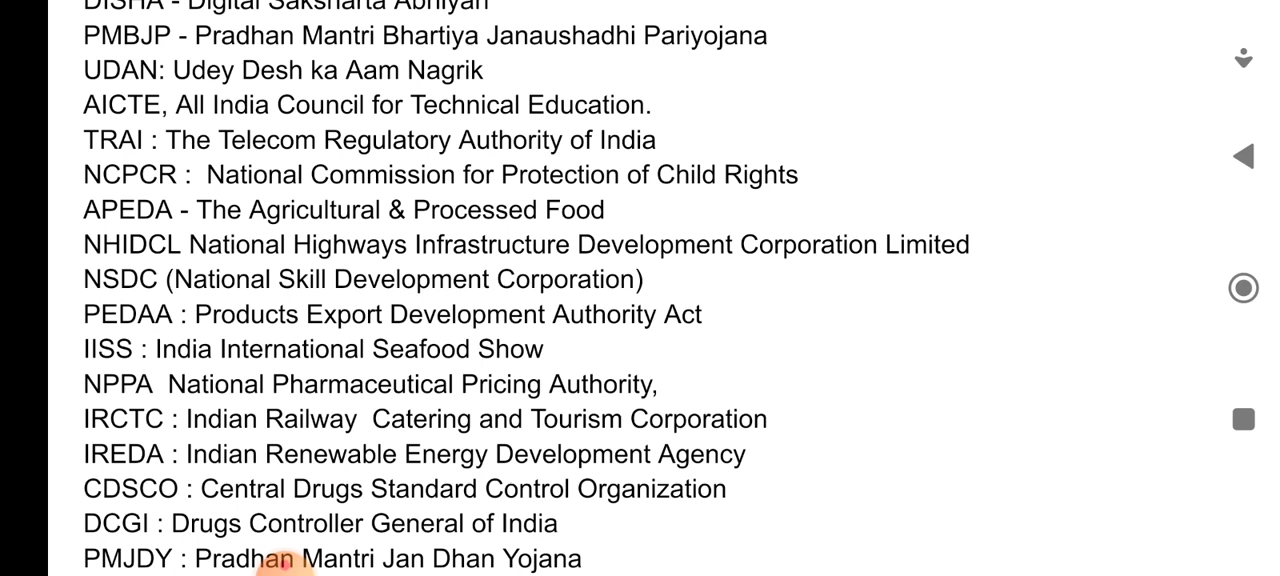 DISHA - Digital Saksharta Abhiyan
PMBJP - Pradhan Mantri Bhartiya Janaushadhi Pariyojana
UDAN: Udey Desh ka Aam Nagrik
AICTE, All India Council for Technical Education.
TRAI : The Telecom Regulatory Authority of India
NCPCR :  National Commission for Protection of Child Rights
APEDA - The Agricultural & Processed Food
NHIDCL National Highways Infrastructure Development Corporation Limited
NSDC (National Skill Development Corporation)
PEDAA : Products Export Development Authority Act
IISS : India International Seafood Show
NPPA  National Pharmaceutical Pricing Authority,
IRCTC : Indian Railway  Catering and Tourism Corporation
IREDA : Indian Renewable Energy Development Agency
CDSCO : Central Drugs Standard Control Organization
DCGI : Drugs Controller General of India
PMJDY : Pradhan Mantri Jan Dhan Yojana